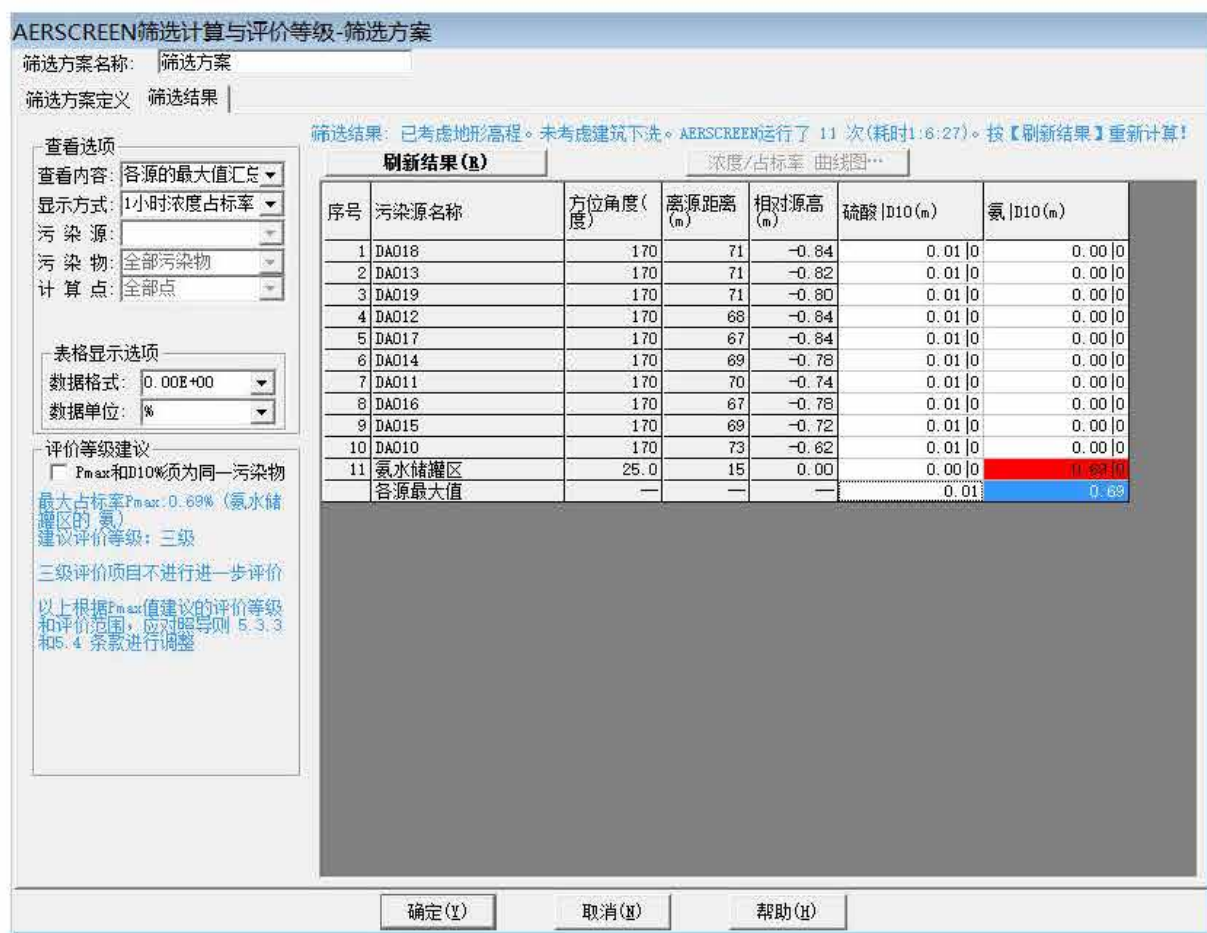 AERSCREEN筛选计算与评价等级-筛选方案
筛选方案名称: 筛选方案
筛选方案定义 筛选结果
筛选结果: 已考虑地形高程。未考虑建筑下洗。AERSCREEN运行了 11 次(耗时1:6:27)。按【刷新结果】重新计算!
刷新结果(R) 浓度/占标率 曲线图…
查看选项
查看内容: 各源的最大值汇总
显示方式: 1小时浓度占标率
污 染 源:
污 染 物: 全部污染物
计 算 点: 全部点
表格显示选项
数据格式: 0.00E+00
数据单位: %
评价等级建议
Pmax和D10%须为同一污染物
最大占标率Pmax:0.69% (氨水储
罐区的 氨)
建议评价等级: 三级
三级评价项目不进行进一步评价
以上根据Pmax值建议的评价等级
和评价范围,应对照导则 5.3.3
和5.4 条款进行调整
序号 污染源名称 方位角度(度) 离源距离(m) 相对源高(m) 硫酸|D10(m) 氨|D10(m)
1 DA018 170 71 -0.84 0.01|0 0.00|0
2 DA013 170 71 -0.82 0.01|0 0.00|0
3 DA019 170 71 -0.80 0.01|0 0.00|0
4 DA012 170 68 -0.84 0.01|0 0.00|0
5 DA017 170 67 -0.84 0.01|0 0.00|0
6 DA014 170 69 -0.78 0.01|0 0.00|0
7 DA011 170 70 -0.74 0.01|0 0.00|0
8 DA016 170 67 -0.78 0.01|0 0.00|0
9 DA015 170 69 -0.72 0.01|0 0.00|0
10 DA010 170 73 -0.62 0.01|0 0.00|0
11 氨水储罐区 25.0 15 0.00 0.00|0 0.69|0
各源最大值 — — — 0.01 0.69
确定(Y) 取消(N) 帮助(H)